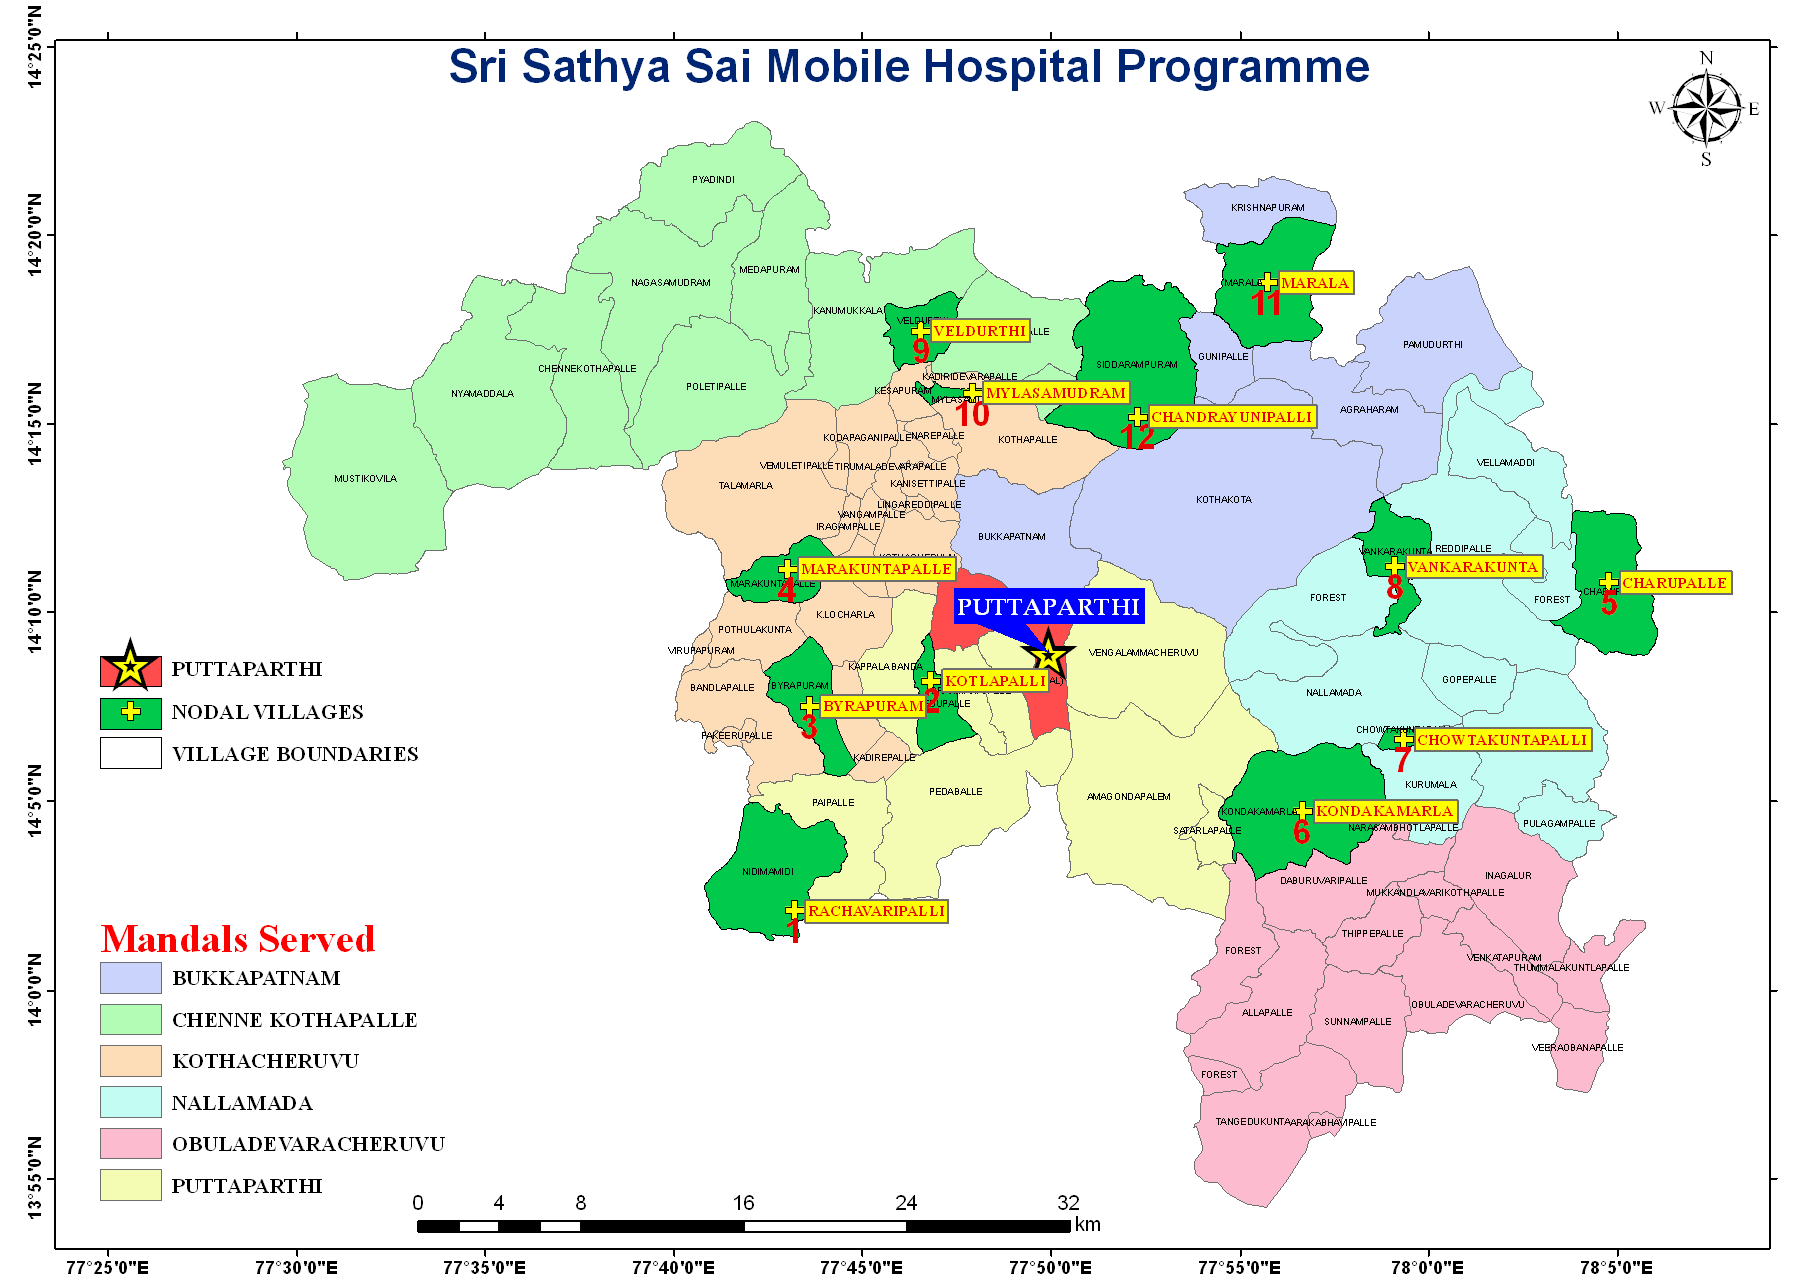 Sri Sathya Sai Mobile Hospital Programme
N
W E
S
14°25'0"N
14°20'0"N
14°15'0"N
14°10'0"N
14°5'0"N
14°0'0"N
13°55'0"N
PYADINDI
KRISHNAPURAM
MEDAPURAM
NAGASAMUDRAM
MARALA
MARALA
11
KANUMUKKALA
VELDURTHI
VELDURTHI
9
PAMUDURTHI
GUNIPALLE
SIDDARAMPURAM
CHENNEKOTHAPALLE
KADIRIDEVARAPALLE
POLETIPALLE
NYAMADDALA
KESAPURAM
MYLASAMUDRAM
10
AGRAHARAM
CHANDRAYUNIPALLI
12
KODAPAGANIPALLE
ENAREPALLE
KOTHAPALLE
VEMULETIPALLE
TIRUMALADEVARAPALLE
VELLAMADDI
MUSTIKOVILA
TALAMARLA
KANISETTIPALLE
KOTHAKOTA
LINGAREDDIPALLE
VANGAMPALLE
IRAGAMPALLE
BUKKAPATNAM
VANKARAKUNTA
REDDIPALLE
VANKARAKUNTA
8
MARAKUNTAPALLE
MARAKUNTAPALLE
4
CHARUPALLE
5
FOREST
FOREST
PUTTAPARTHI
K.LOCHARLA
POTHULAKUNTA
VIRUPAPURAM
VENGALAMMACHERUVU
KAPPALABANDA
GOPEPALLE
KOTLAPALLI
2
BANDLAPALLE
BYRAPURAM
NALLAMADA
BYRAPURAM
3
PAKEERUPALLE
CHOWTAKUNTAPALLI
7
KADIREPALLE
KURUMALA
PEDABALLE
PAIPALLE
AMAGONDAPALEM
KONDAKAMARLA
KONDAKAMARLA
6
SATARLAPALLE
NARASAMBHOTLAPALLE
PULAGAMPALLE
NIDIMAMIDI
RACHAVARIPALLI
1
DABURUVARIPALLE
INAGALUR
MUKKANDLAVARIKOTHAPALLE
THIPPEPALLE
FOREST
VENKATAPURAM
THUMMALAKUNTLAPALLE
OBULADEVARACHERUVU
ALLAPALLE
SUNNAMPALLE
VEERAOBANAPALLE
FOREST
TANGEDUKUNTA
ARAKABHAVIPALLE
PUTTAPARTHI
NODAL VILLAGES
VILLAGE BOUNDARIES
Mandals Served
BUKKAPATNAM
CHENNE KOTHAPALLE
KOTHACHERUVU
NALLAMADA
OBULADEVARACHERUVU
PUTTAPARTHI
0 4 8 16 24 32
km
77°25'0"E 77°30'0"E 77°35'0"E 77°40'0"E 77°45'0"E 77°50'0"E 77°55'0"E 78°0'0"E 78°5'0"E